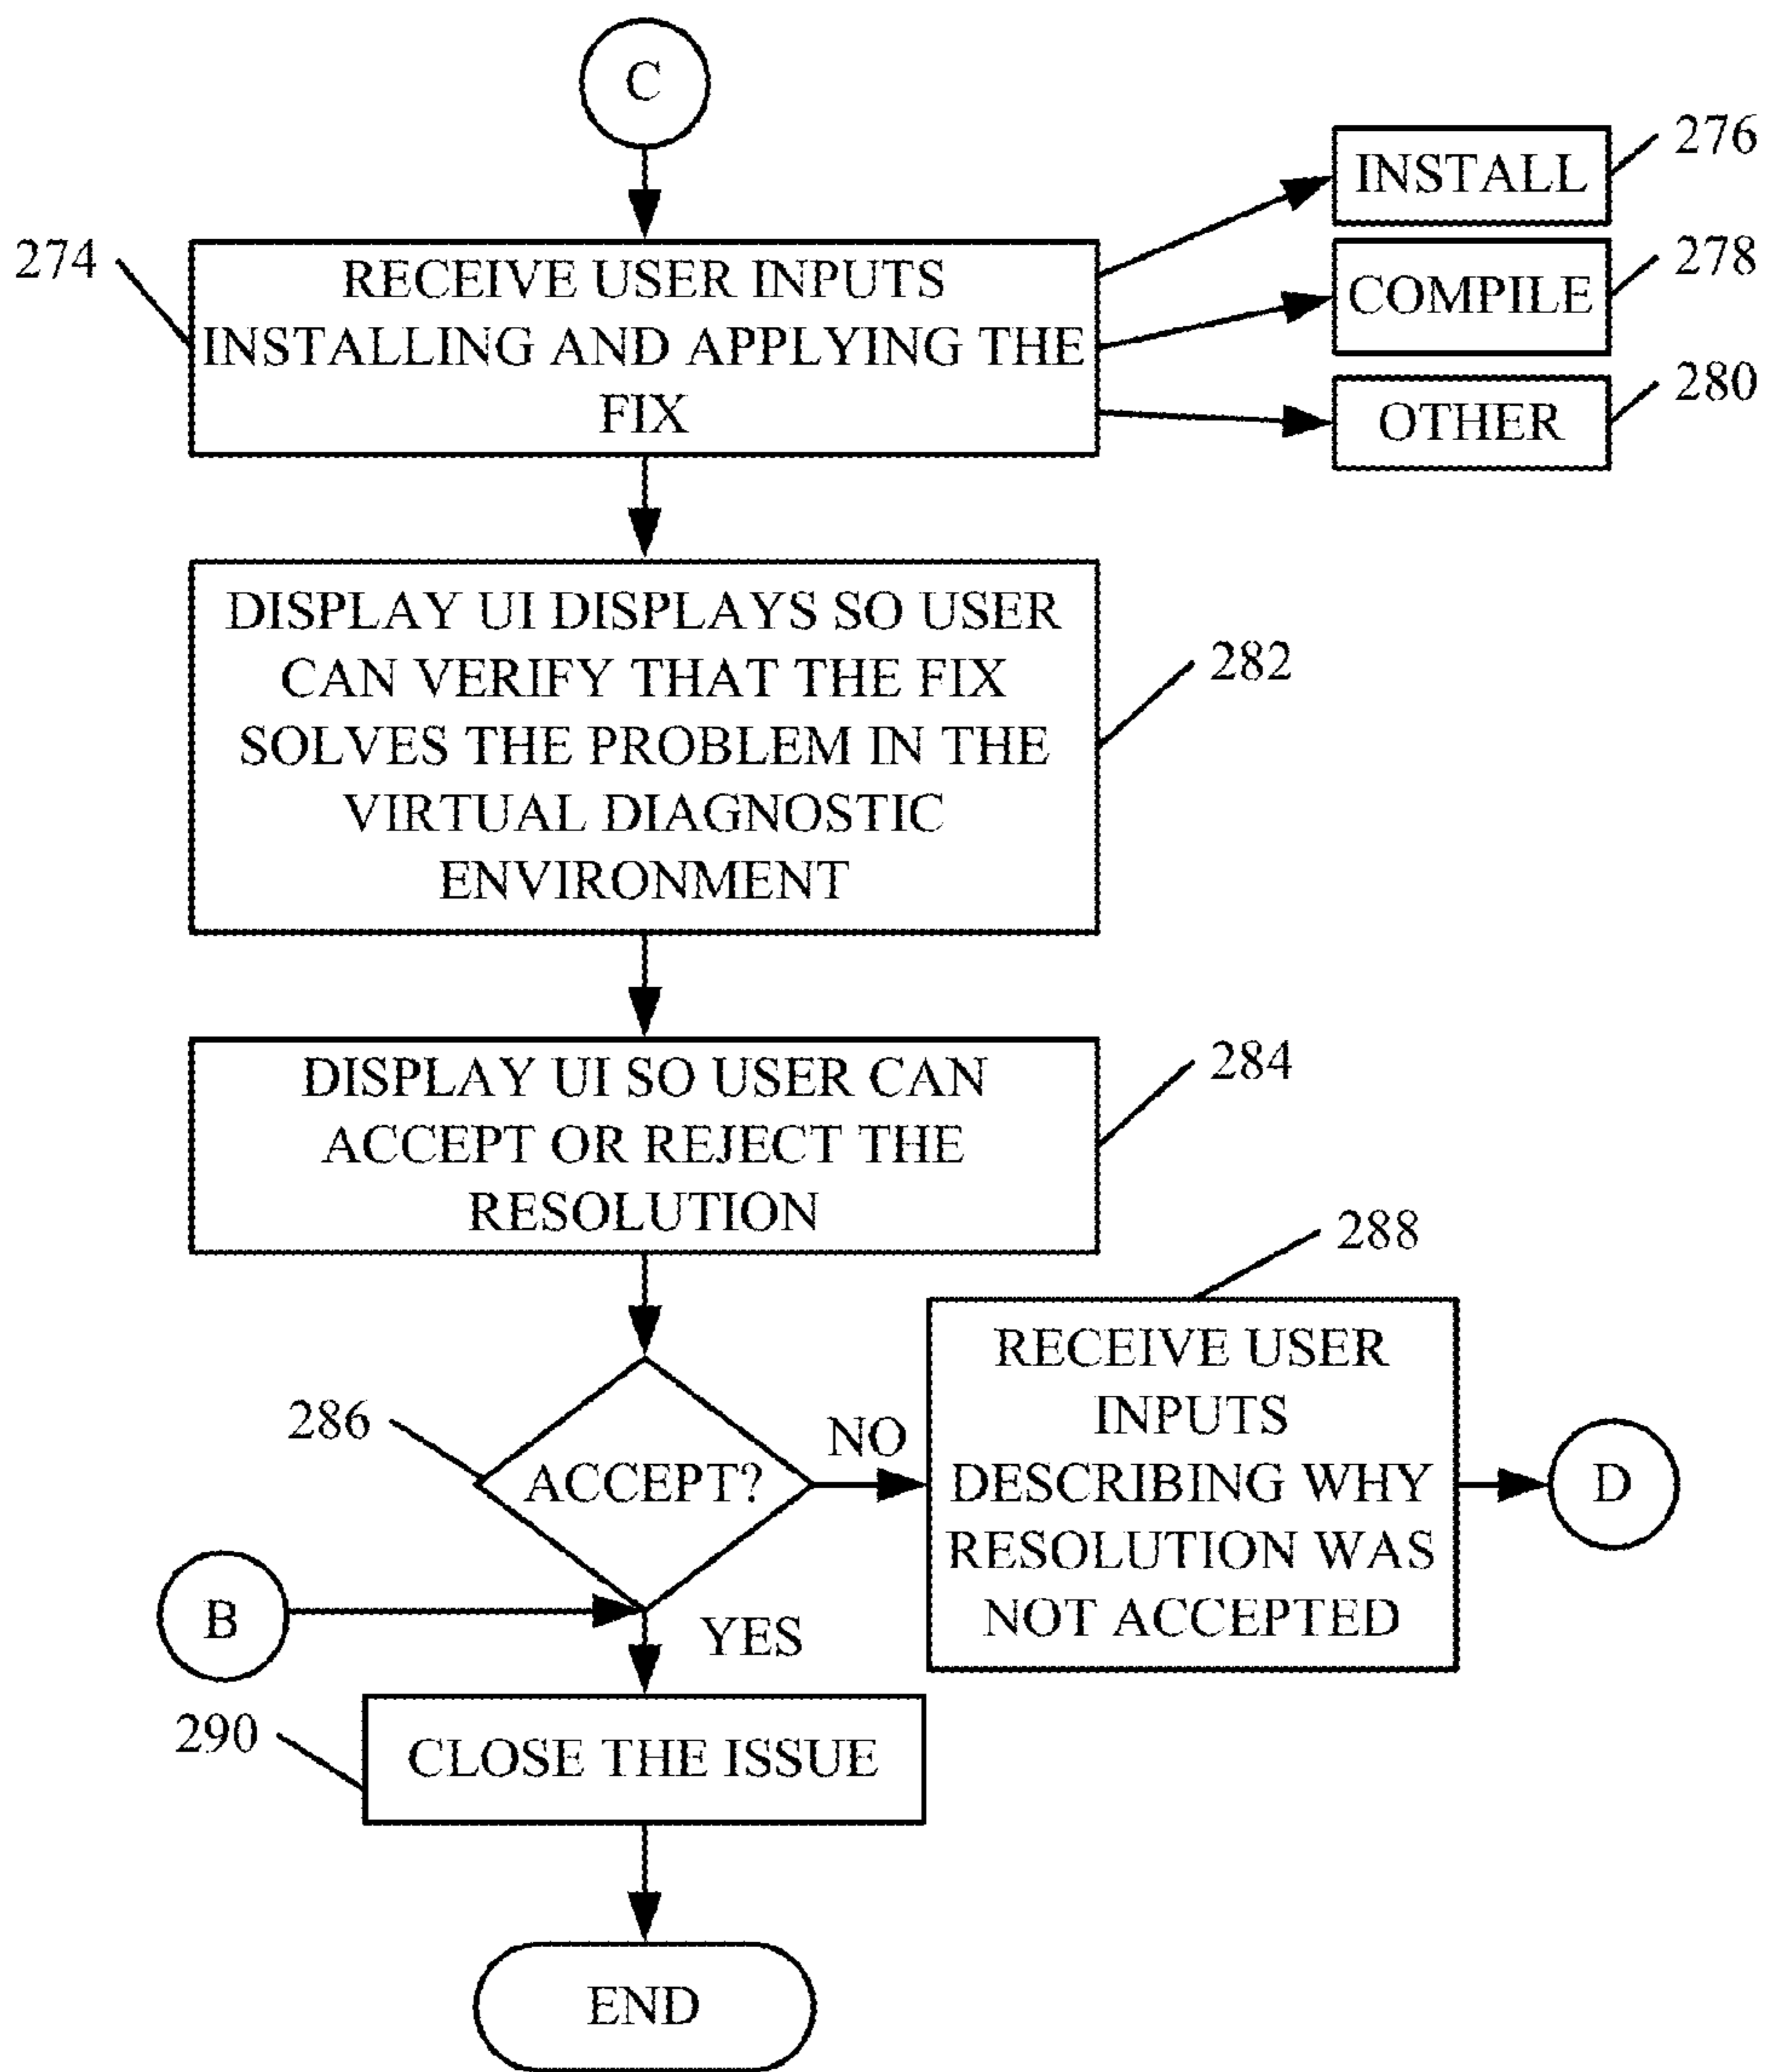 C
INSTALL
276
274
RECEIVE USER INPUTS
INSTALLING AND APPLYING THE
FIX
COMPILE
278
OTHER
280
DISPLAY UI DISPLAYS SO USER
CAN VERIFY THAT THE FIX
SOLVES THE PROBLEM IN THE
VIRTUAL DIAGNOSTIC
ENVIRONMENT
282
DISPLAY UI SO USER CAN
ACCEPT OR REJECT THE
RESOLUTION
284
286
ACCEPT?
NO
288
RECEIVE USER
INPUTS
DESCRIBING WHY
RESOLUTION WAS
NOT ACCEPTED
D
B
YES
290
CLOSE THE ISSUE
END